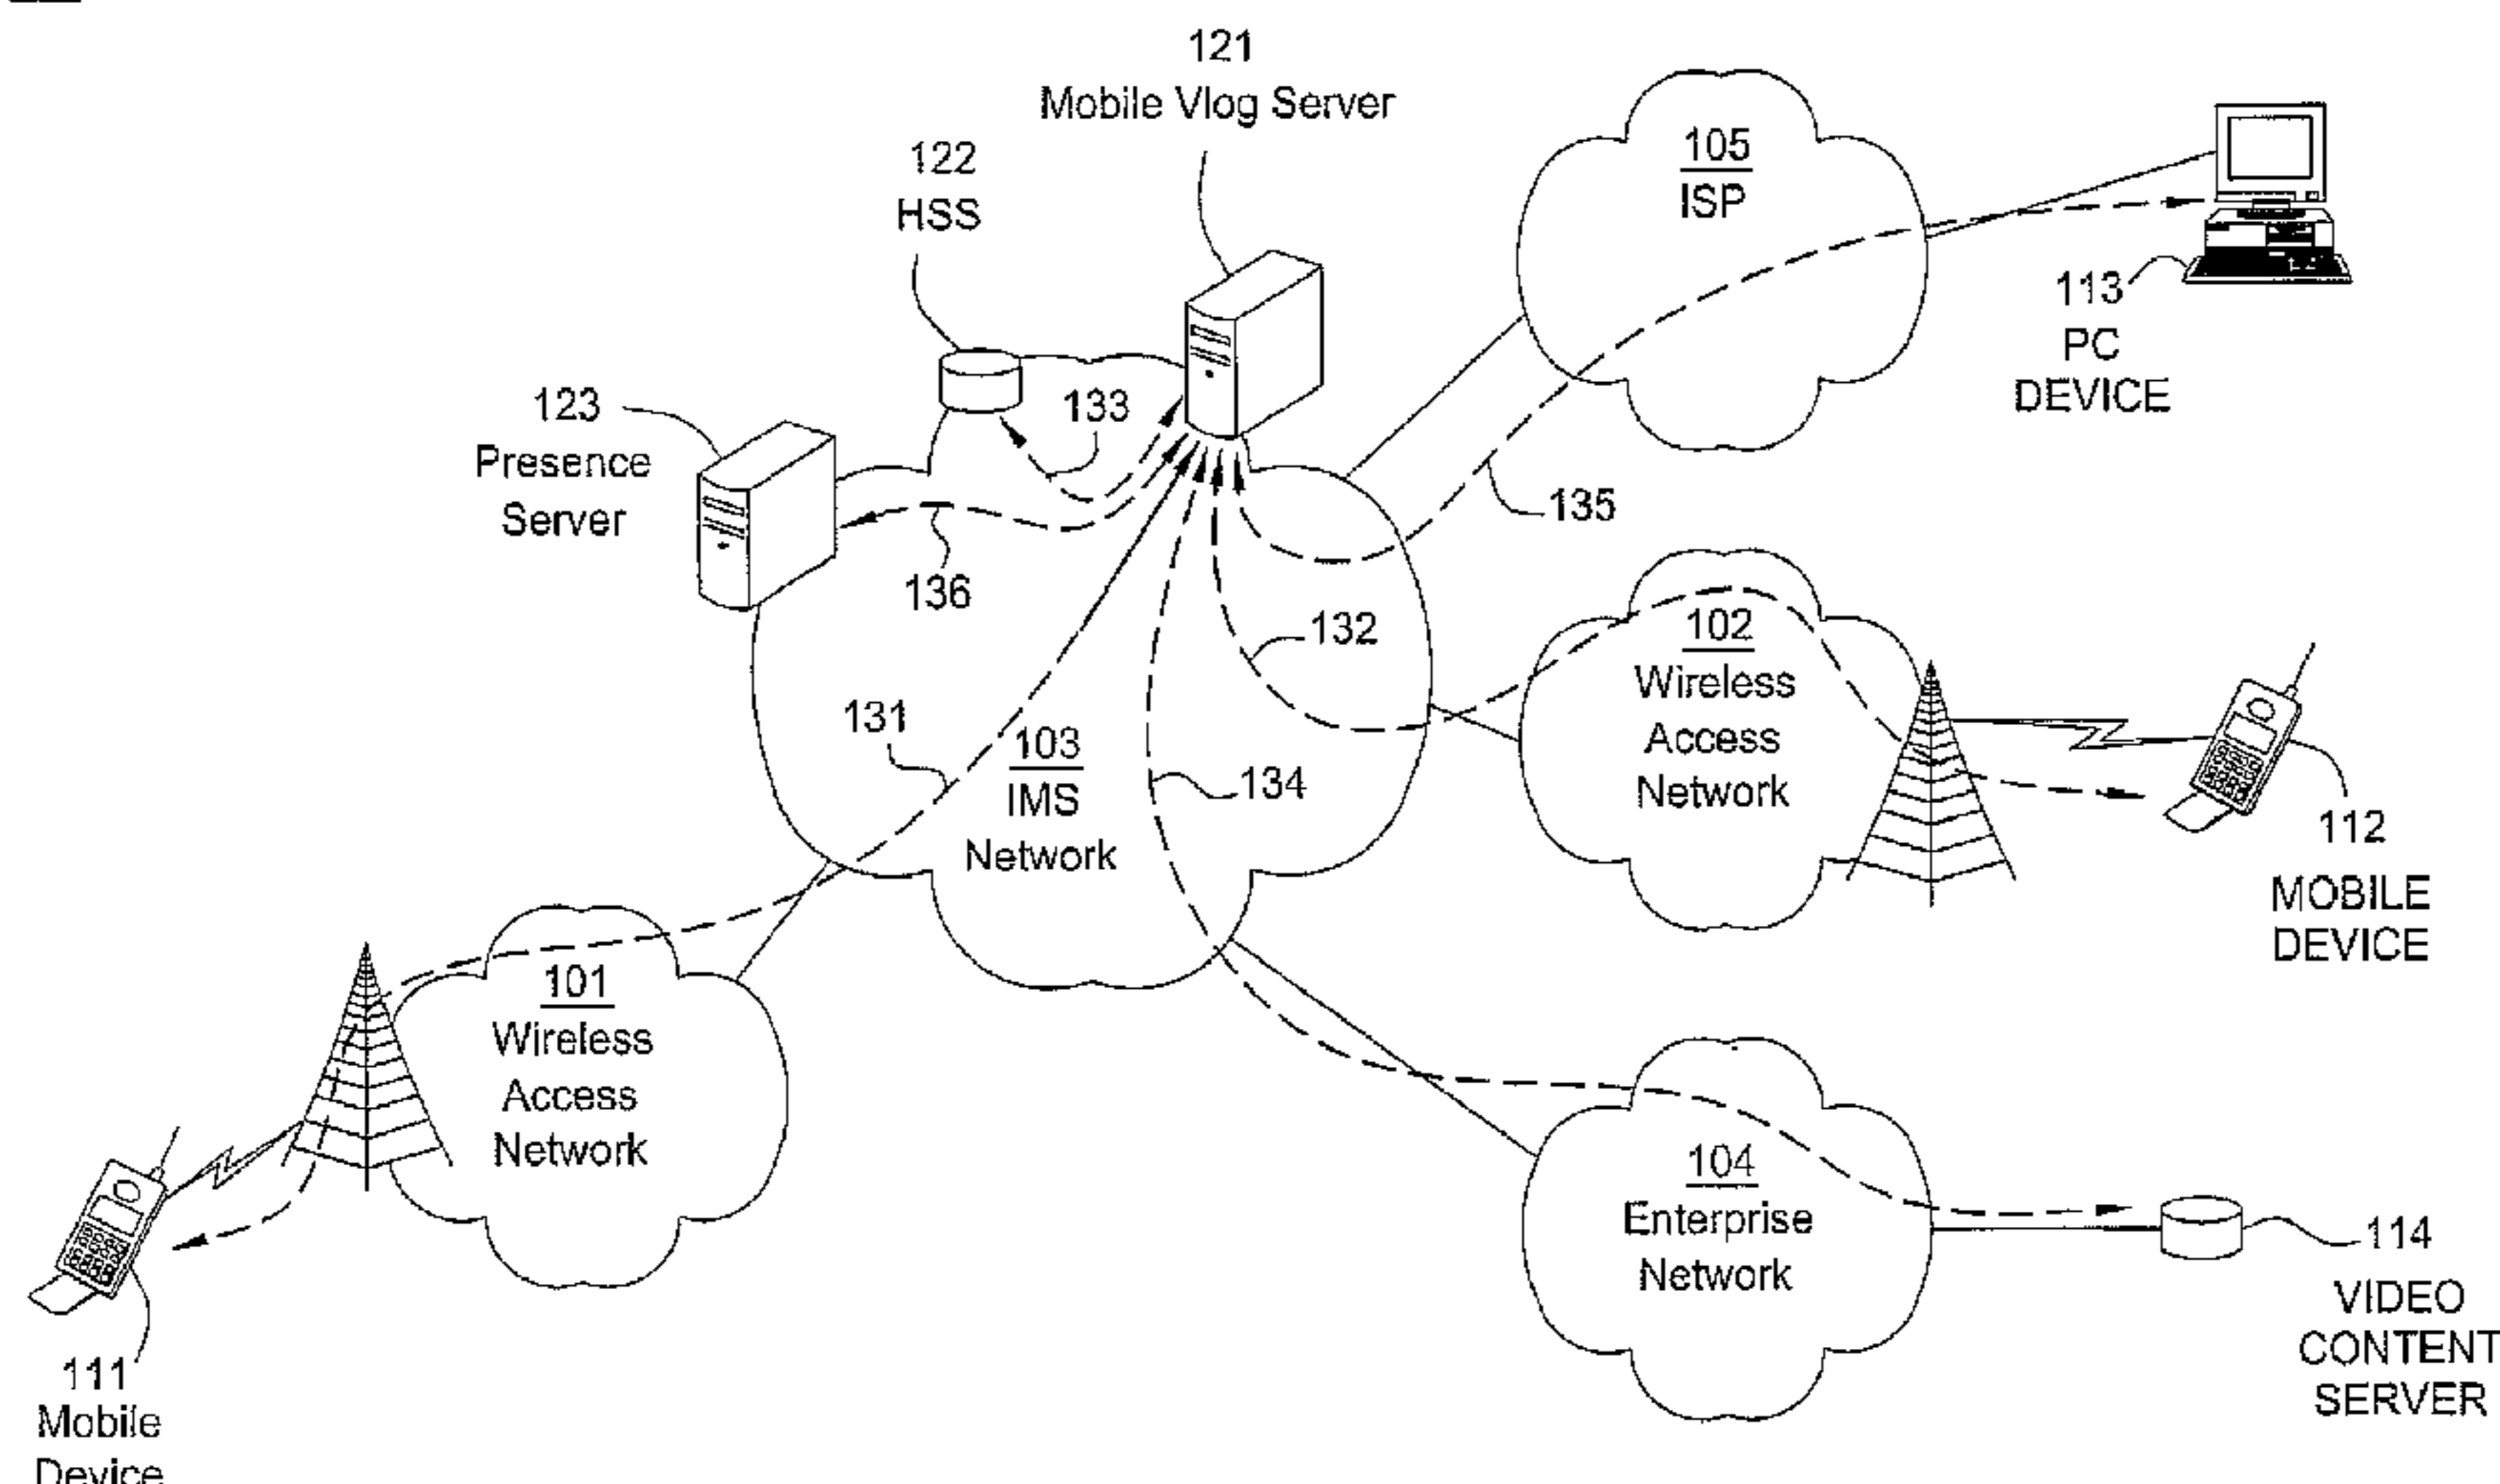 121
Mobile Vlog Server
122
HSS
105
ISP
113
PC
DEVICE
123
Presence
Server
133
136
135
132
102
Wireless
Access
Network
131
103
IMS
Network
134
112
MOBILE
DEVICE
101
Wireless
Access
Network
104
Enterprise
Network
114
VIDEO
CONTENT
SERVER
111
Mobile
Device